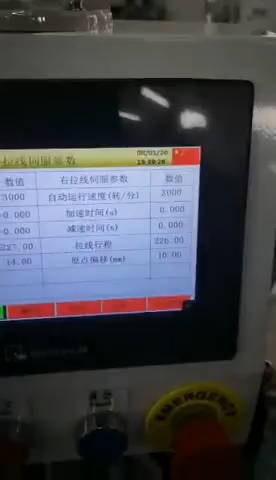 拉线伺服参数
数值 右拉线伺服参数 数值
3000 自动运行速度(转/分) 3000
0.000 加速时间(s) 0.000
0.000 减速时间(s) 0.000
227.00 拉线行程 226.00
14.00 原点偏移(mm) 10.00
EMERGENCY